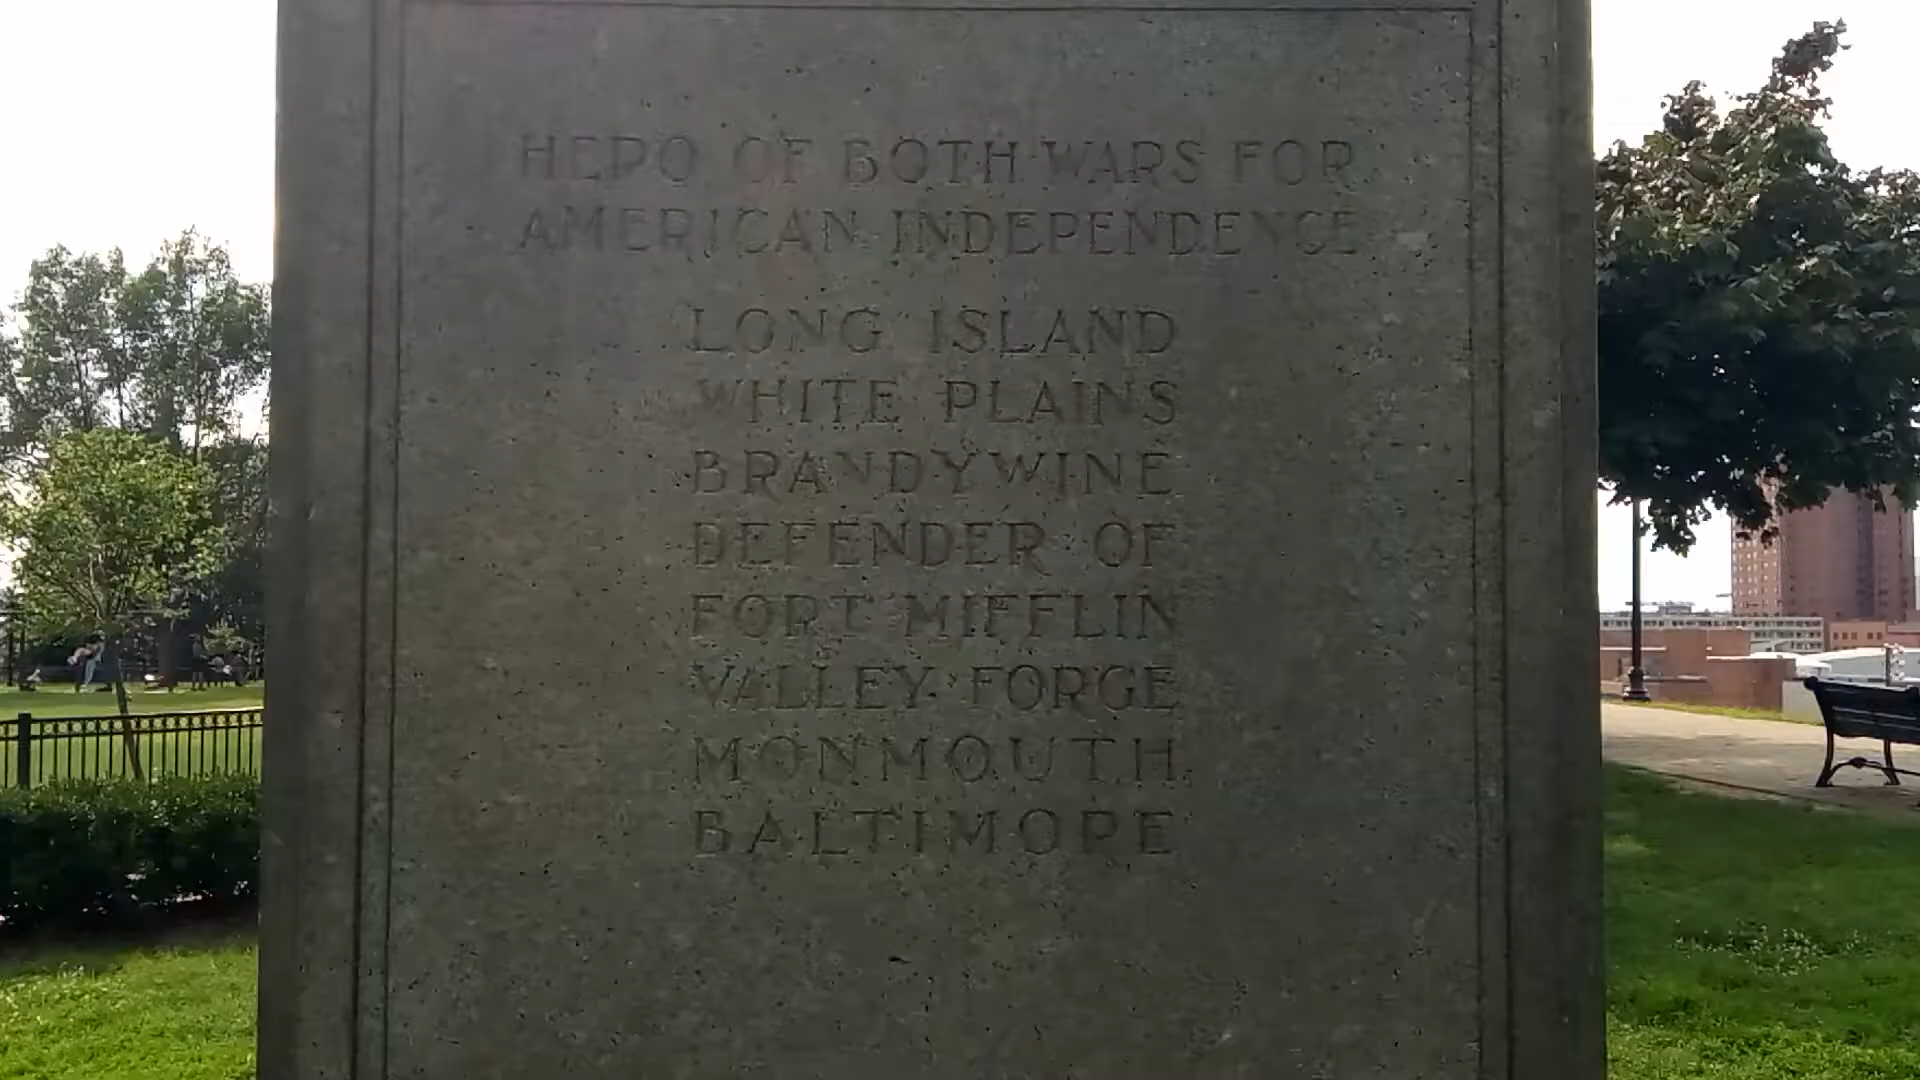 HERO OF BOTH WARS FOR
AMERICAN INDEPENDENCE
LONG ISLAND
WHITE PLAINS
BRANDYWINE
DEFENDER OF
FORT MIFFLIN
VALLEY FORGE
MONMOUTH
BALTIMORE